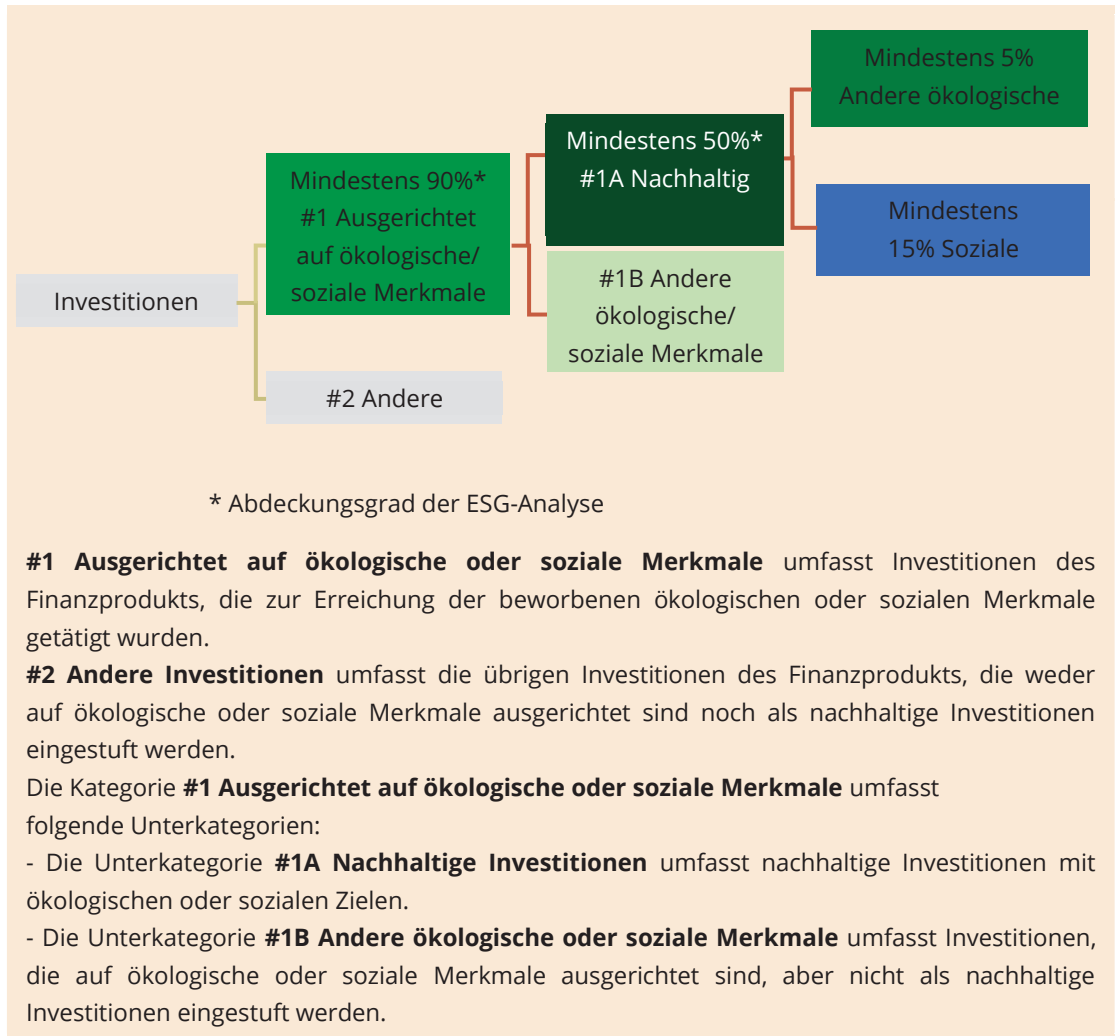 Mindestens 5%
Andere ökologische
Mindestens 50%*
#1A Nachhaltig
Mindestens 90%*
#1 Ausgerichtet
auf ökologische/
soziale Merkmale
Mindestens
15% Soziale
#1B Andere
ökologische/
soziale Merkmale
Investitionen
#2 Andere
* Abdeckungsgrad der ESG-Analyse
#1 Ausgerichtet auf ökologische oder soziale Merkmale umfasst Investitionen des
Finanzprodukts, die zur Erreichung der beworbenen ökologischen oder sozialen Merkmale
getätigt wurden.
#2 Andere Investitionen umfasst die übrigen Investitionen des Finanzprodukts, die weder
auf ökologische oder soziale Merkmale ausgerichtet sind noch als nachhaltige Investitionen
eingestuft werden.
Die Kategorie #1 Ausgerichtet auf ökologische oder soziale Merkmale umfasst
folgende Unterkategorien:
- Die Unterkategorie #1A Nachhaltige Investitionen umfasst nachhaltige Investitionen mit
ökologischen oder sozialen Zielen.
- Die Unterkategorie #1B Andere ökologische oder soziale Merkmale umfasst Investitionen,
die auf ökologische oder soziale Merkmale ausgerichtet sind, aber nicht als nachhaltige
Investitionen eingestuft werden.